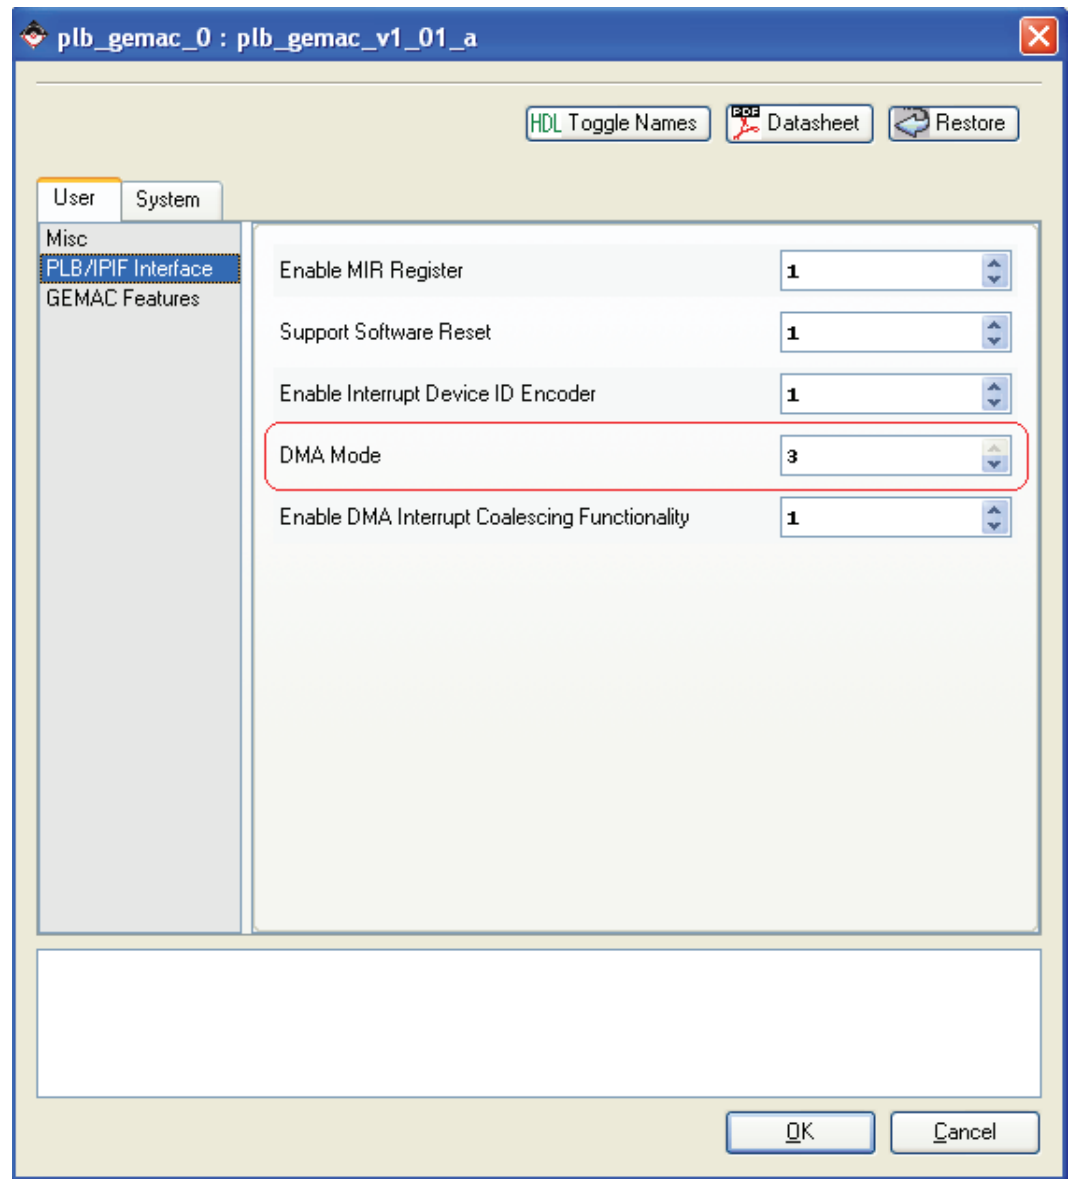 plb_gemac_0 : plb_gemac_v1_01_a
HDL Toggle Names PDF Datasheet Restore
User System
Misc
PLB/IPIF Interface
GEMAC Features
Enable MIR Register 1
Support Software Reset 1
Enable Interrupt Device ID Encoder 1
DMA Mode 3
Enable DMA Interrupt Coalescing Functionality 1
OK Cancel